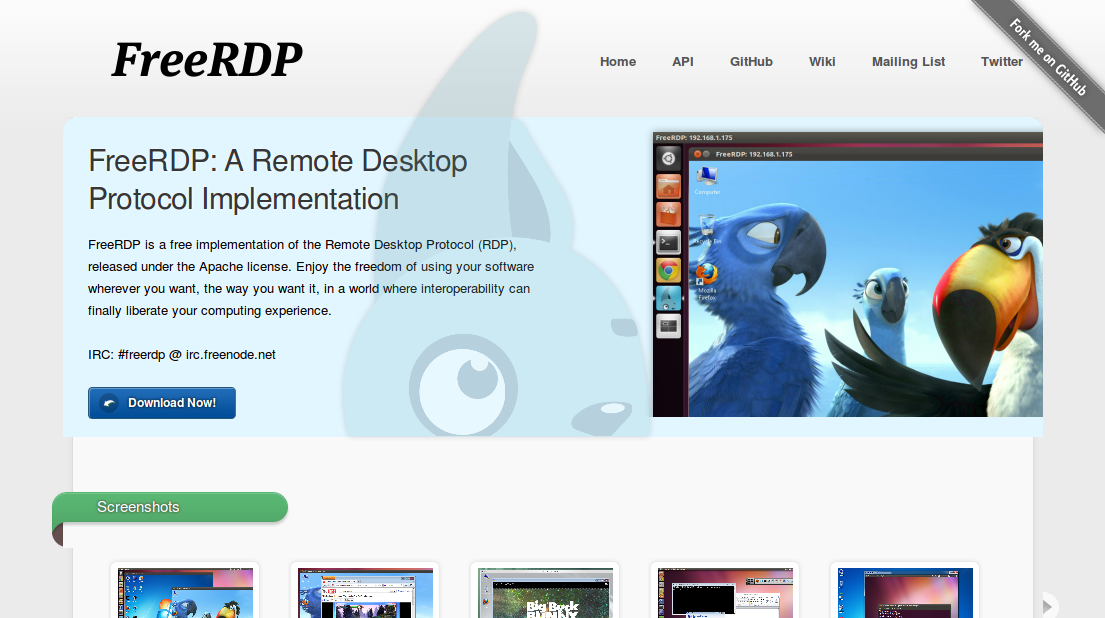 FreeRDP
Home API GitHub Wiki Mailing List Twitter
Fork me on GitHub
FreeRDP: A Remote Desktop
Protocol Implementation
FreeRDP is a free implementation of the Remote Desktop Protocol (RDP),
released under the Apache license. Enjoy the freedom of using your software
wherever you want, the way you want it, in a world where interoperability can
finally liberate your computing experience.
IRC: #freerdp @ irc.freenode.net
Download Now!
FreeRDP: 192.168.1.175
FreeRDP: 192.168.1.175
Computer
Recycle Bin
Mozilla
Firefox
Screenshots
Big Buck
BUNNY